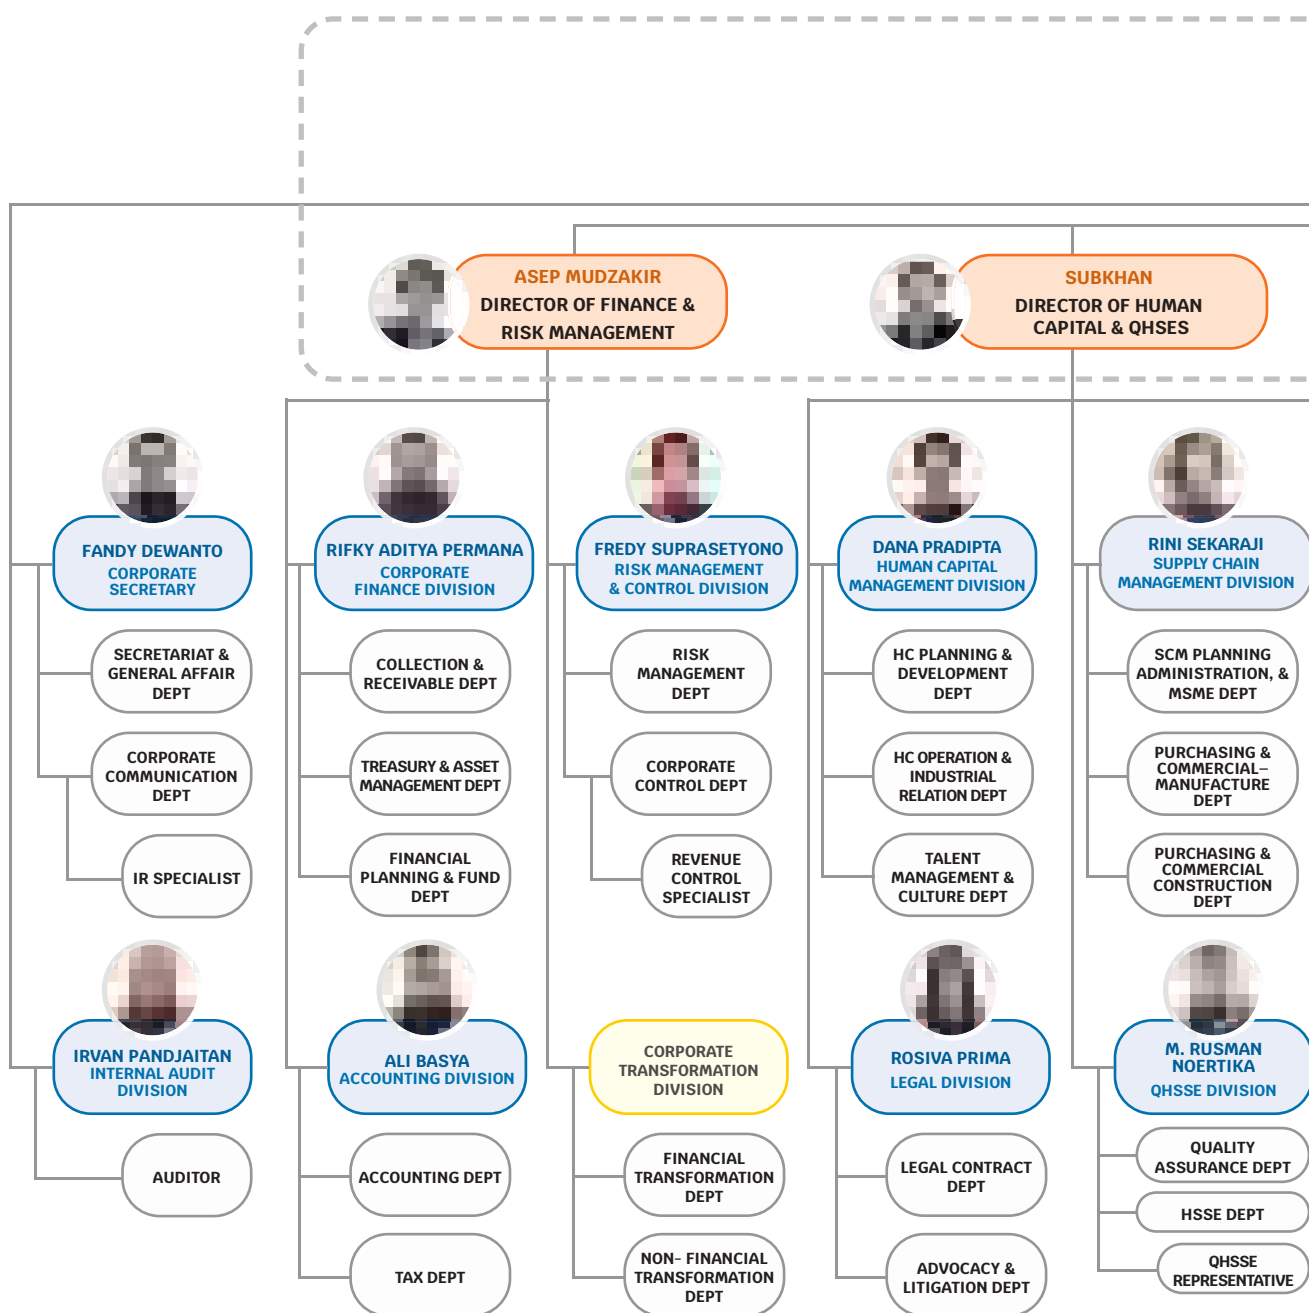 ASEP MUDZAKIR
DIRECTOR OF FINANCE &
RISK MANAGEMENT
SUBKHAN
DIRECTOR OF HUMAN
CAPITAL & QHSES
FANDY DEWANTO
CORPORATE
SECRETARY
RIFKY ADITYA PERMANA
CORPORATE
FINANCE DIVISION
FREDY SUPRASETYONO
RISK MANAGEMENT
& CONTROL DIVISION
DANA PRADIPTA
HUMAN CAPITAL
MANAGEMENT DIVISION
RINI SEKARAJI
SUPPLY CHAIN
MANAGEMENT DIVISION
SECRETARIAT &
GENERAL AFFAIR
DEPT
COLLECTION &
RECEIVABLE DEPT
RISK
MANAGEMENT
DEPT
HC PLANNING &
DEVELOPMENT
DEPT
SCM PLANNING
ADMINISTRATION, &
MSME DEPT
CORPORATE
COMMUNICATION
DEPT
TREASURY & ASSET
MANAGEMENT DEPT
CORPORATE
CONTROL DEPT
HC OPERATION &
INDUSTRIAL
RELATION DEPT
PURCHASING &
COMMERCIAL–
MANUFACTURE
DEPT
IR SPECIALIST
FINANCIAL
PLANNING & FUND
DEPT
REVENUE
CONTROL
SPECIALIST
TALENT
MANAGEMENT &
CULTURE DEPT
PURCHASING &
COMMERCIAL
CONSTRUCTION
DEPT
IRVAN PANDJAITAN
INTERNAL AUDIT
DIVISION
ALI BASYA
ACCOUNTING DIVISION
CORPORATE
TRANSFORMATION
DIVISION
ROSIVA PRIMA
LEGAL DIVISION
M. RUSMAN
NOERTIKA
QHSSE DIVISION
AUDITOR
ACCOUNTING DEPT
FINANCIAL
TRANSFORMATION
DEPT
LEGAL CONTRACT
DEPT
QUALITY
ASSURANCE DEPT
HSSE DEPT
TAX DEPT
NON- FINANCIAL
TRANSFORMATION
DEPT
ADVOCACY &
LITIGATION DEPT
QHSSE
REPRESENTATIVE